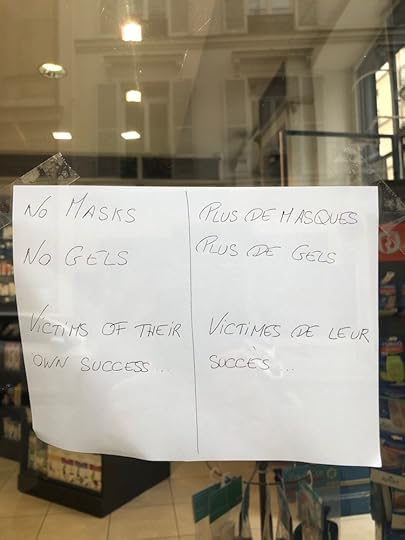 No MASKS
No GELS
VICTIMS OF THEIR
OWN SUCCESS...
PLUS DE MASQUES
PLUS DE GELS
VICTIMES DE LEUR
SUCCÈS...